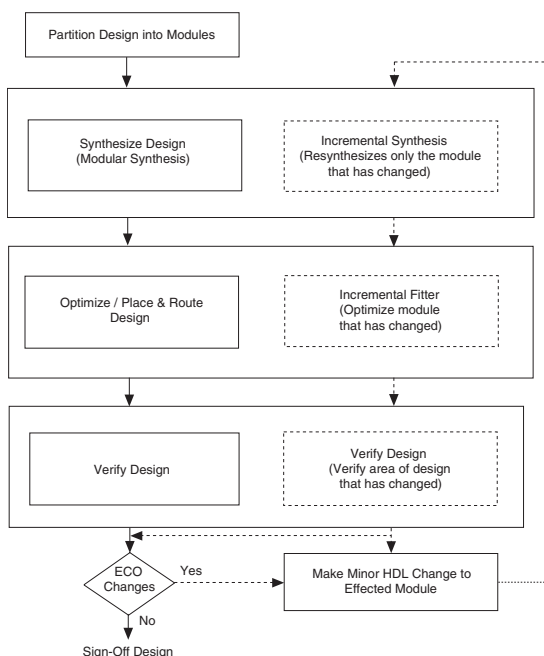 Partition Design into Modules
Synthesize Design
(Modular Synthesis)
Incremental Synthesis
(Resynthesizes only the module
that has changed)
Optimize / Place & Route
Design
Incremental Fitter
(Optimize module
that has changed)
Verify Design
Verify Design
(Verify area of design
that has changed)
ECO
Changes
Yes
Make Minor HDL Change to
Effected Module
No
Sign-Off Design